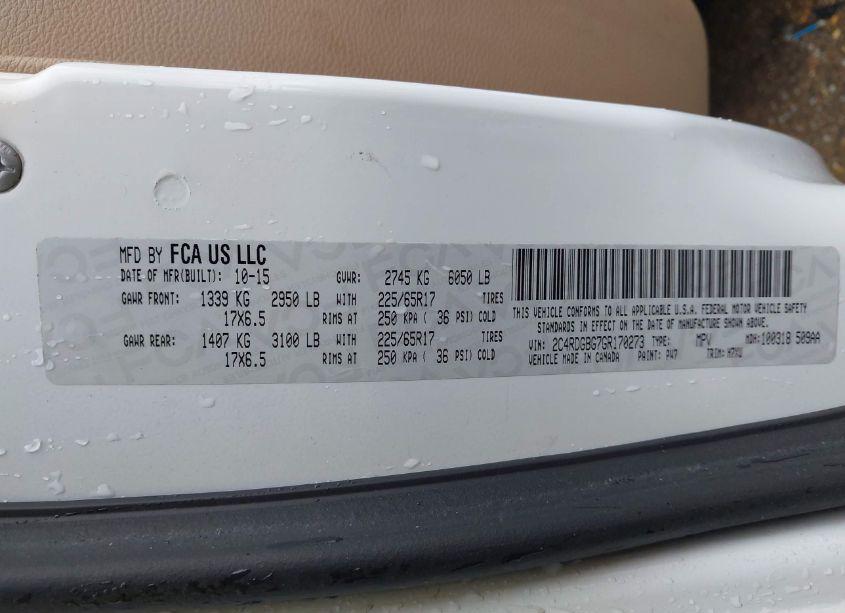 MFD BY FCA US LLC
DATE OF MFR(BUILT): 10-15 GVWR: 2745 KG 6050 LB
GAWR FRONT: 1339 KG 2950 LB WITH 225/65R17 TIRES
17X6.5 RIMS AT 250 KPA ( 36 PSI) COLD
GAWR REAR: 1407 KG 3100 LB WITH 225/65R17 TIRES
17X6.5 RIMS AT 250 KPA ( 36 PSI) COLD
THIS VEHICLE CONFORMS TO ALL APPLICABLE U.S.A. FEDERAL MOTOR VEHICLE SAFETY
STANDARDS IN EFFECT ON THE DATE OF MANUFACTURE SHOWN ABOVE.
VIN: 2C4RDGBG7GR170273 TYPE: MPV MDH: 100318 509AA
VEHICLE MADE IN CANADA PAINT: PW7 TRIM: